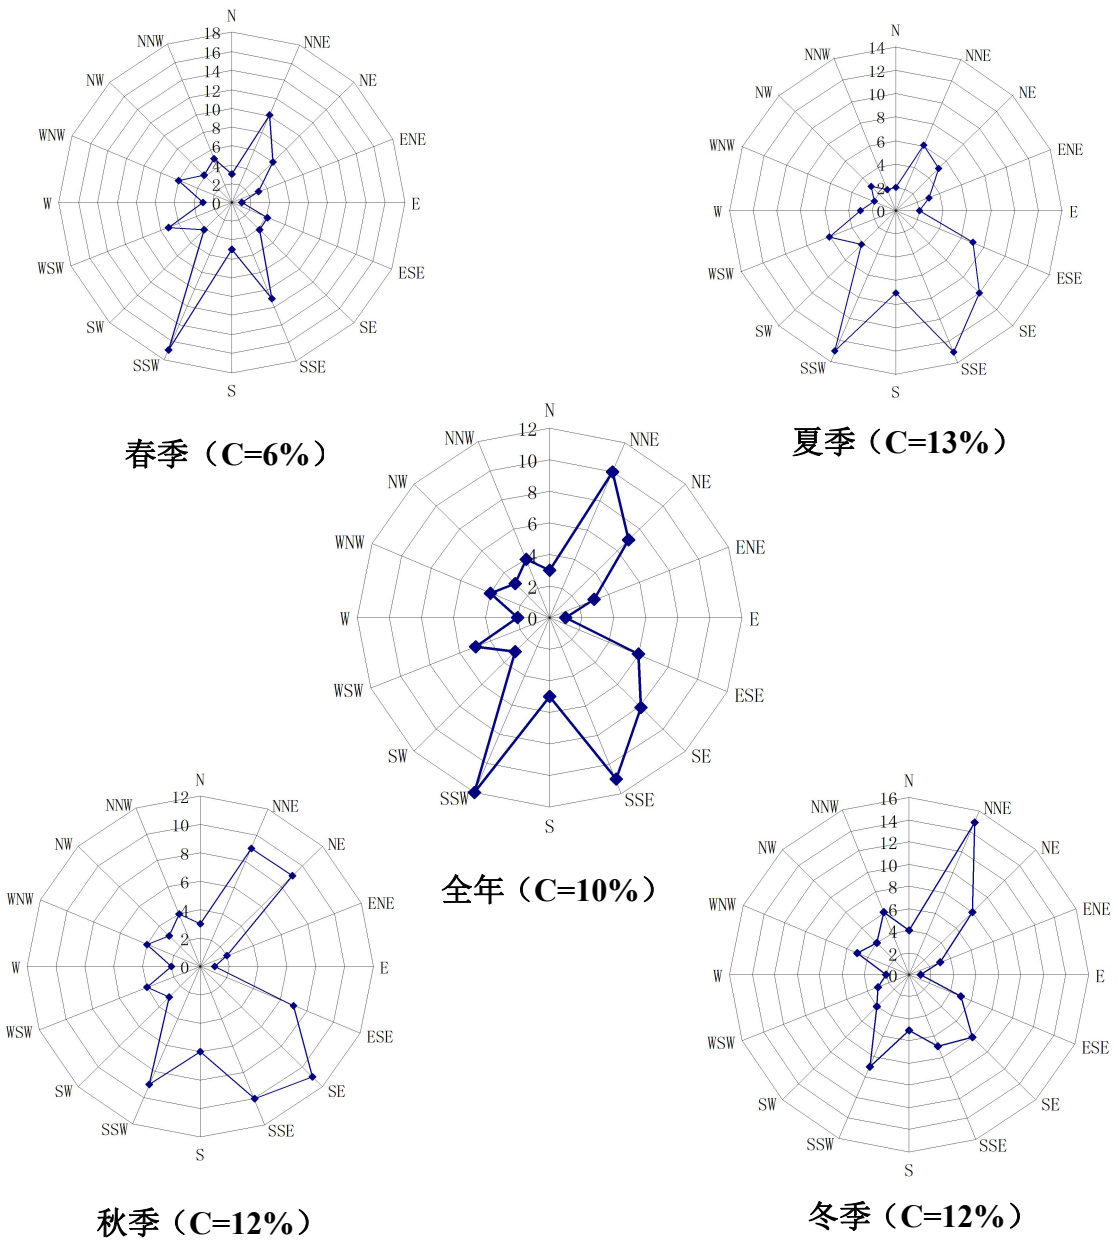 N
NNE
NE
ENE
E
ESE
SE
SSE
S
SSW
SW
WSW
W
WNW
NW
NNW
18
16
14
12
10
8
6
4
2
0
春季（C=6%）
N
NNE
NE
ENE
E
ESE
SE
SSE
S
SSW
SW
WSW
W
WNW
NW
NNW
14
12
10
8
6
4
2
0
夏季（C=13%）
N
NNE
NE
ENE
E
ESE
SE
SSE
S
SSW
SW
WSW
W
WNW
NW
NNW
12
10
8
6
4
2
0
全年（C=10%）
N
NNE
NE
ENE
E
ESE
SE
SSE
S
SSW
SW
WSW
W
WNW
NW
NNW
12
10
8
6
4
2
0
秋季（C=12%）
N
NNE
NE
ENE
E
ESE
SE
SSE
S
SSW
SW
WSW
W
WNW
NW
NNW
16
14
12
10
8
6
4
2
0
冬季（C=12%）